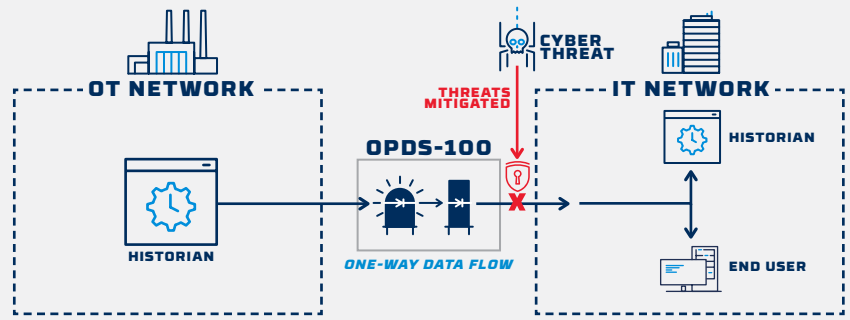 CYBER
THREAT
OT NETWORK
THREATS
MITIGATED
IT NETWORK
OPDS-100
HISTORIAN
X
HISTORIAN
ONE-WAY DATA FLOW
END USER